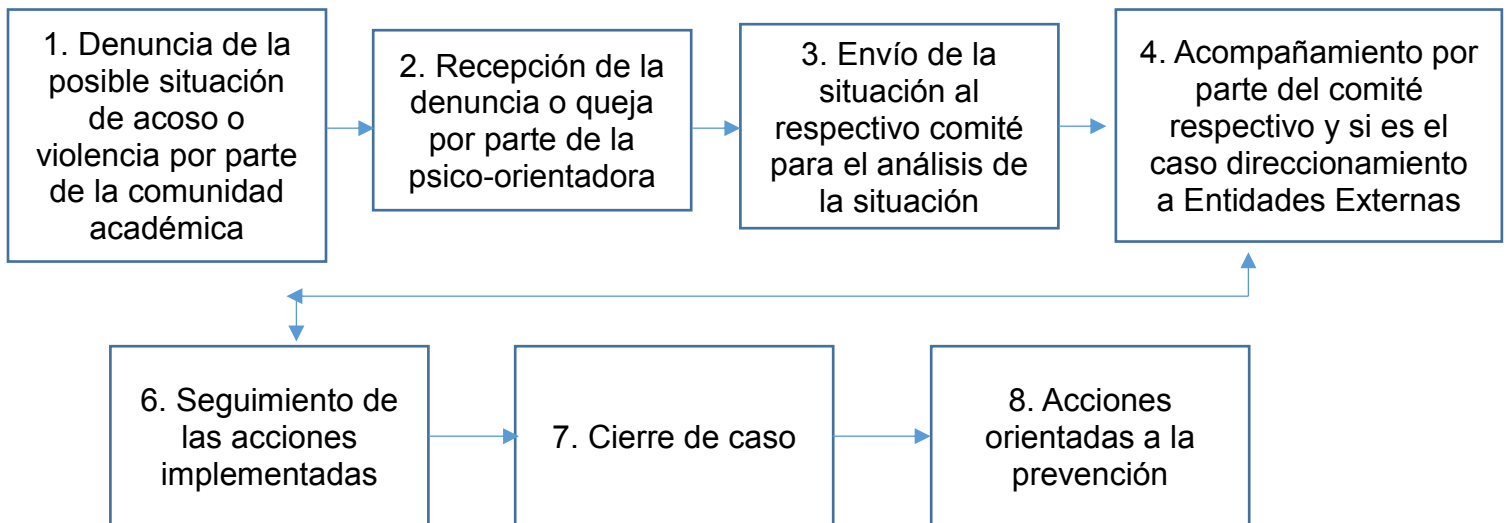 1. Denuncia de la
posible situación
de acoso o
violencia por parte
de la comunidad
académica
2. Recepción de la
denuncia o queja
por parte de la
psico-orientadora
3. Envío de la
situación al
respectivo comité
para el análisis de
la situación
4. Acompañamiento por
parte del comité
respectivo y si es el
caso direccionamiento
a Entidades Externas
6. Seguimiento de
las acciones
implementadas
7. Cierre de caso
8. Acciones
orientadas a la
prevención